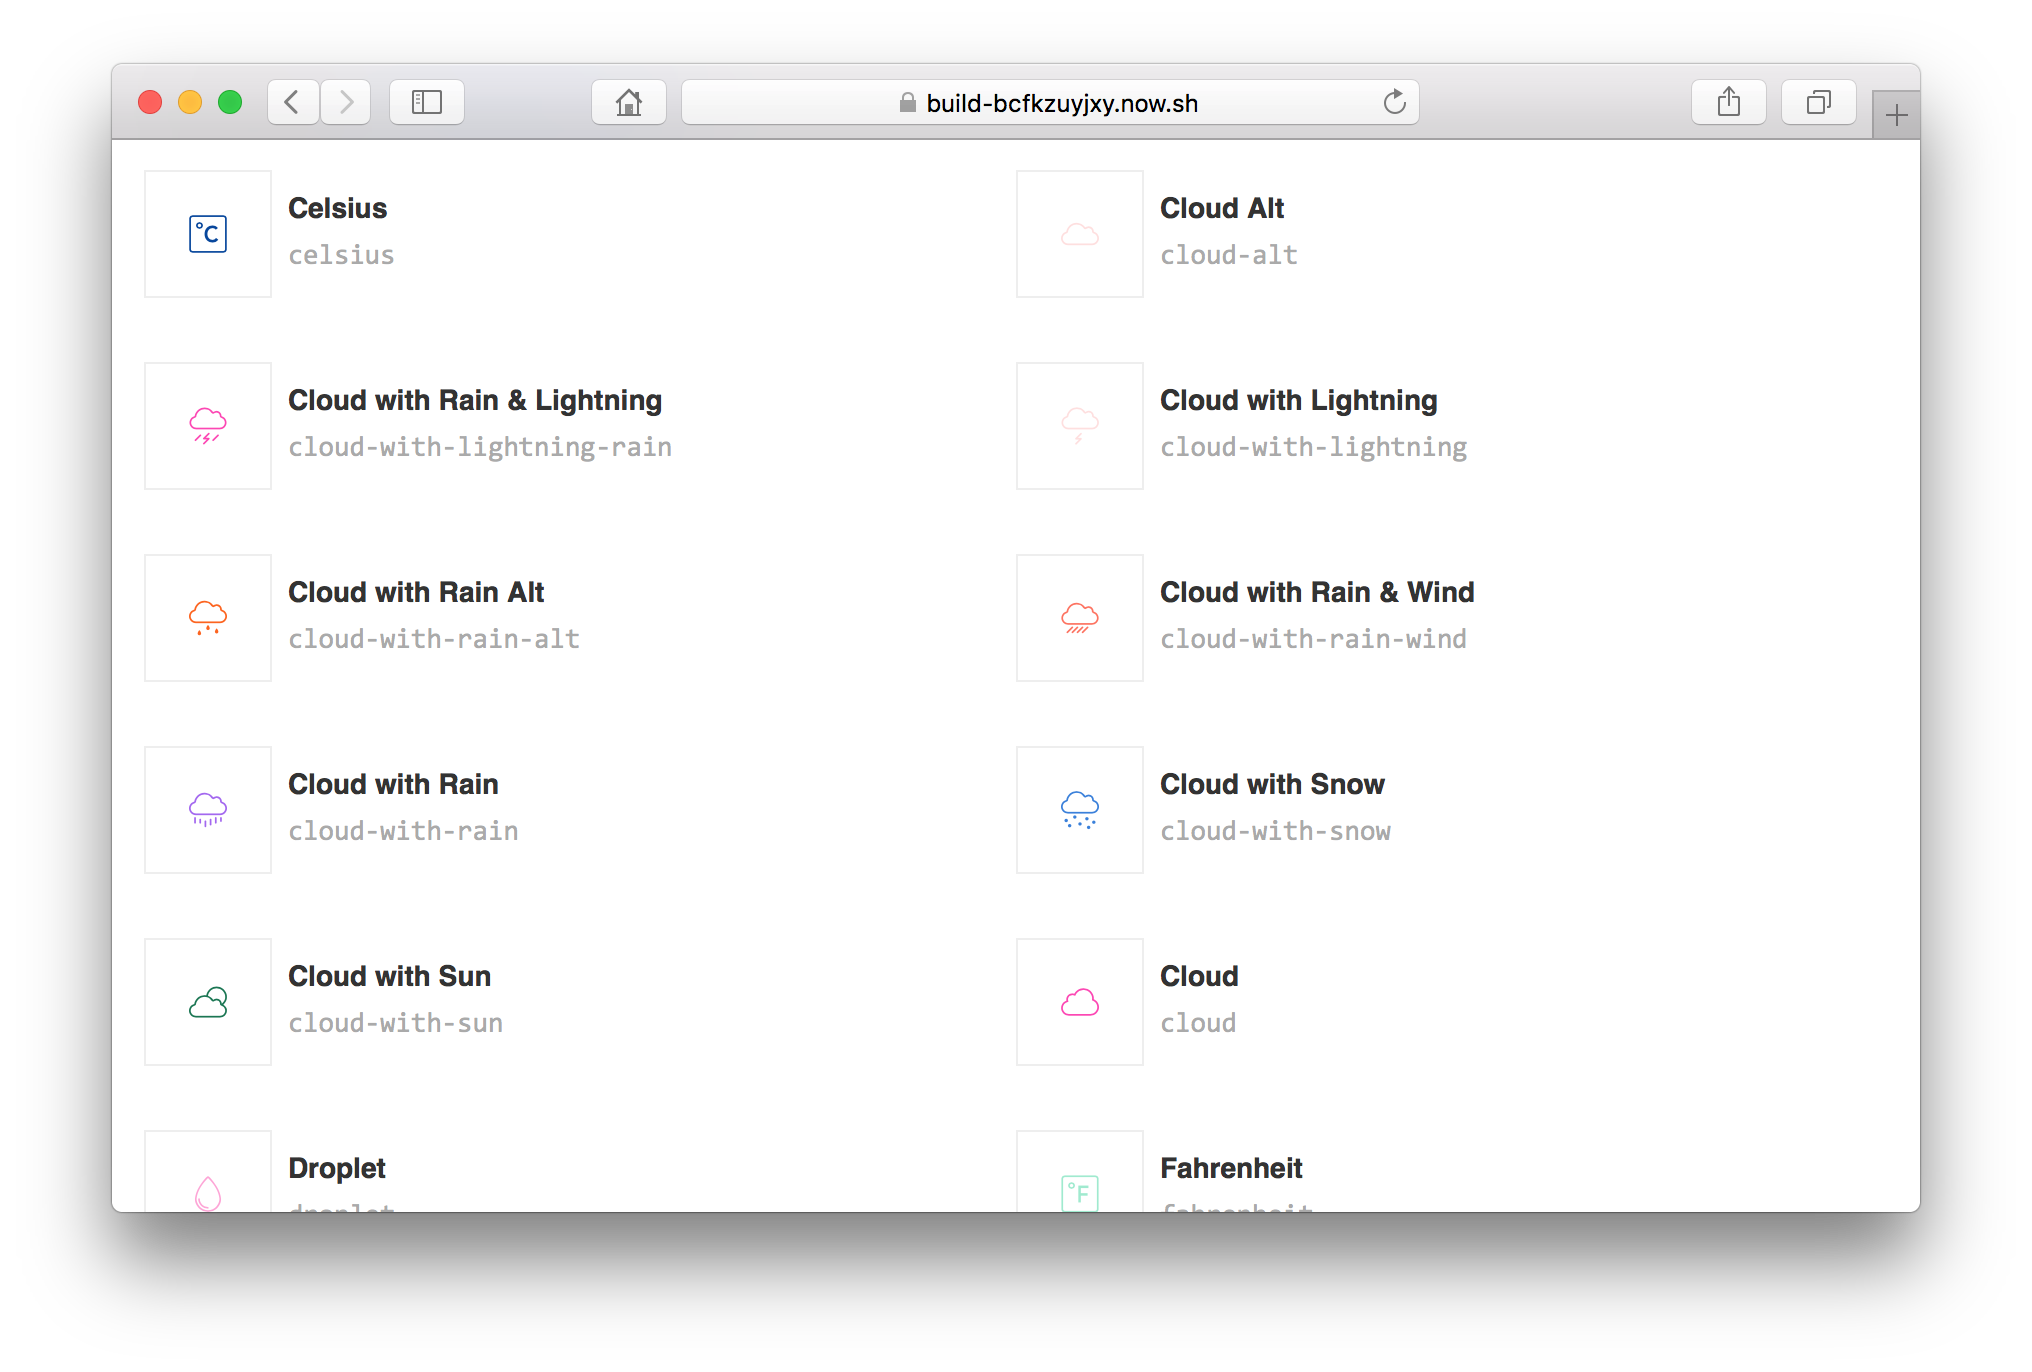 build-bcfkzuyjxy.now.sh
°C
Celsius
celsius
Cloud Alt
cloud-alt
Cloud with Rain & Lightning
cloud-with-lightning-rain
Cloud with Lightning
cloud-with-lightning
Cloud with Rain Alt
cloud-with-rain-alt
Cloud with Rain & Wind
cloud-with-rain-wind
Cloud with Rain
cloud-with-rain
Cloud with Snow
cloud-with-snow
Cloud with Sun
cloud-with-sun
Cloud
cloud
Droplet
droplet
°F
Fahrenheit
fahrenheit